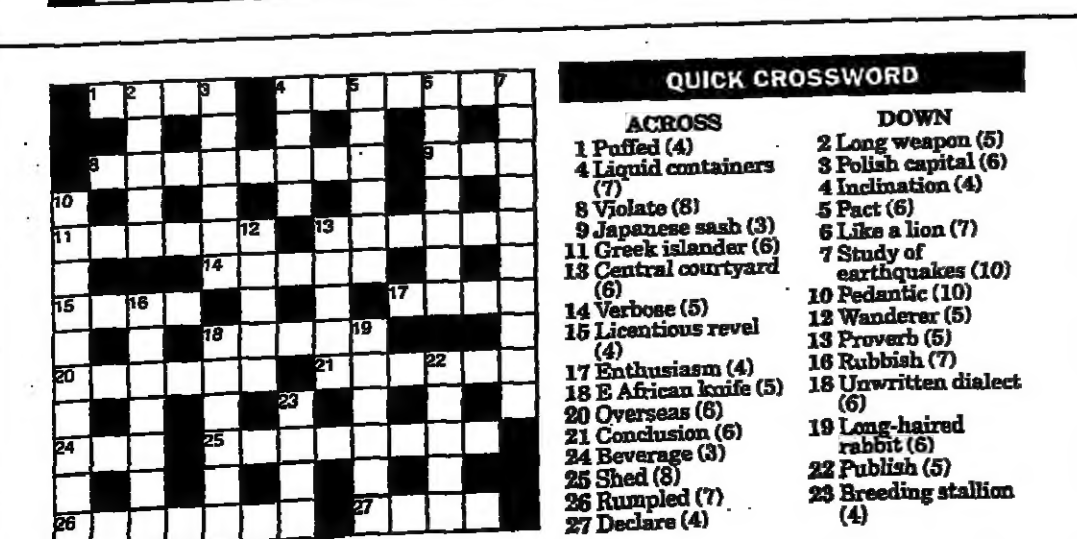 1 2 3 4 5 6 7
8 9
10
11 12 13
14
15 16 17
18 19
20 21 22
23
24 25
26 27
QUICK CROSSWORD
ACROSS
1 Puffed (4)
4 Liquid containers
(7)
8 Violate (8)
9 Japanese sash (3)
11 Greek islander (6)
13 Central courtyard
(6)
14 Verbose (5)
15 Licentious revel
(4)
17 Enthusiasm (4)
18 E African knife (5)
20 Overseas (6)
21 Conclusion (6)
24 Beverage (3)
25 Shed (8)
26 Rumpled (7)
27 Declare (4)
DOWN
2 Long weapon (5)
3 Polish capital (6)
4 Inclination (4)
5 Pact (6)
6 Like a lion (7)
7 Study of
earthquakes (10)
10 Pedantic (10)
12 Wanderer (5)
13 Proverb (5)
16 Rubbish (7)
18 Unwritten dialect
(6)
19 Long-haired
rabbit (6)
22 Publish (5)
23 Breeding stallion
(4)